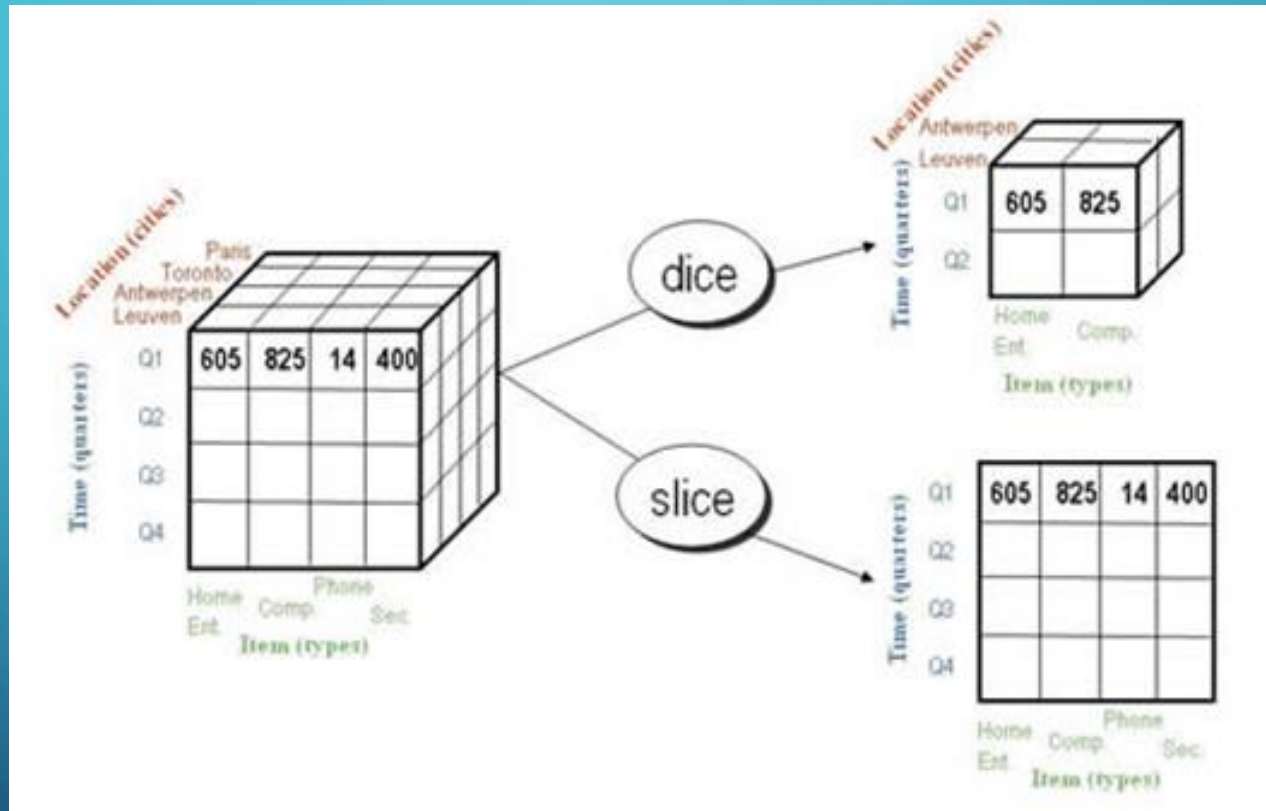 Location (cities)
Paris
Toronto
Antwerpen
Leuven
Time (quarters)
Q1 605 825 14 400
Q2
Q3
Q4
Home Ent. Comp. Phone Sec.
Item (types)
dice
slice
Location (cities)
Antwerpen
Leuven
Time (quarters)
Q1 605 825
Q2
Home Ent. Comp.
Item (types)
Time (quarters)
Q1 605 825 14 400
Q2
Q3
Q4
Home Ent. Comp. Phone Sec.
Item (types)